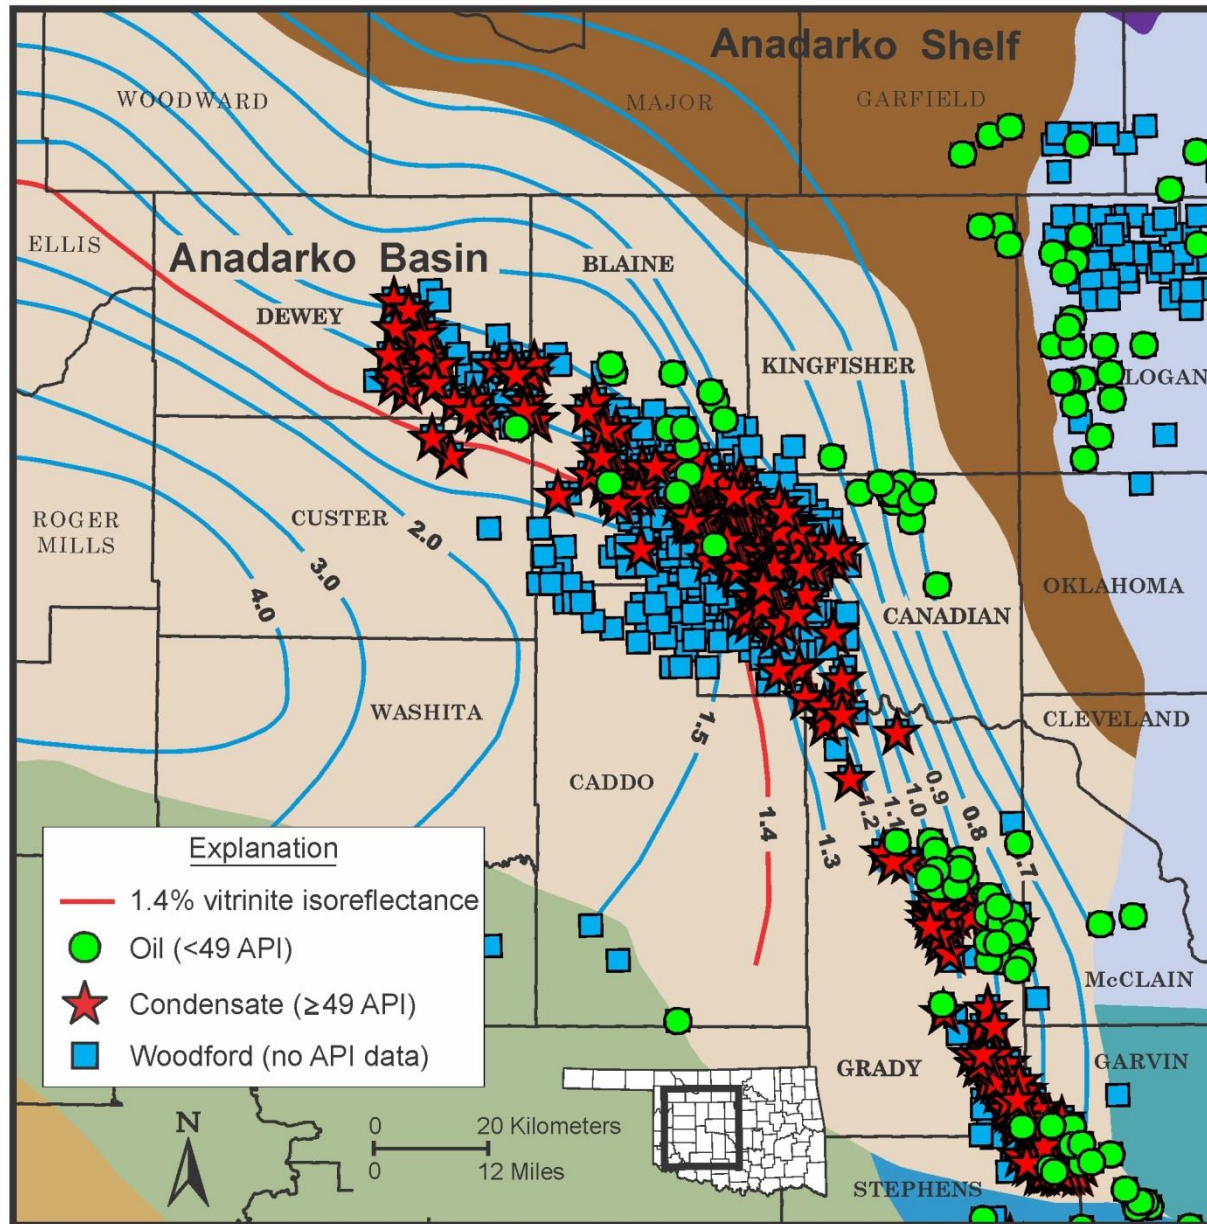 Anadarko Shelf
WOODWARD
MAJOR
GARFIELD
ELLIS
Anadarko Basin
BLAINE
DEWEY
KINGFISHER
LOGAN
ROGER
MILLS
CUSTER
2.0
3.0
4.0
OKLAHOMA
CANADIAN
WASHITA
CLEVELAND
1.5
CADDO
1.4
1.3
1.2
1.1
1.0
0.9
0.8
0.7
Explanation
1.4% vitrinite isoreflectance
Oil (<49 API)
Condensate (≥49 API)
Woodford (no API data)
McCLAIN
GRADY
GARVIN
N
0 20 Kilometers
0 12 Miles
STEPHENS